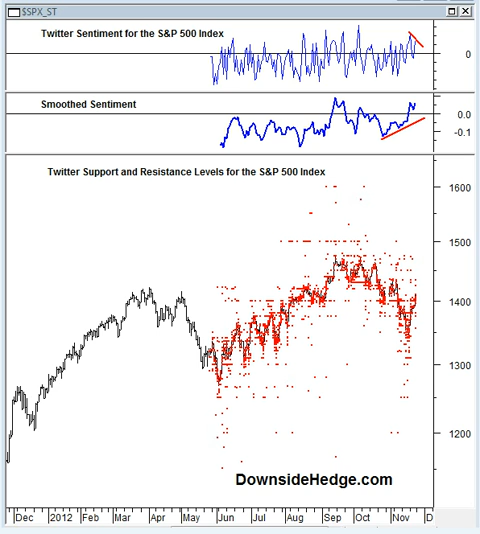 $SPX_ST
Twitter Sentiment for the S&P 500 Index
0
Smoothed Sentiment
0.0
-0.1
Twitter Support and Resistance Levels for the S&P 500 Index
1600
1500
1400
1300
1200
DownsideHedge.com
Dec 2012 Feb Mar Apr May Jun Jul Aug Sep Oct Nov D